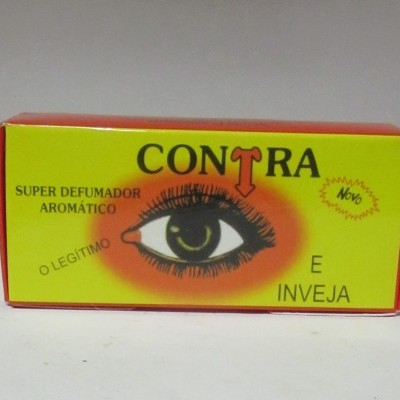 CONTRA
SUPER DEFUMADOR
AROMÁTICO
Novo
O LEGÍTIMO
E
INVEJA